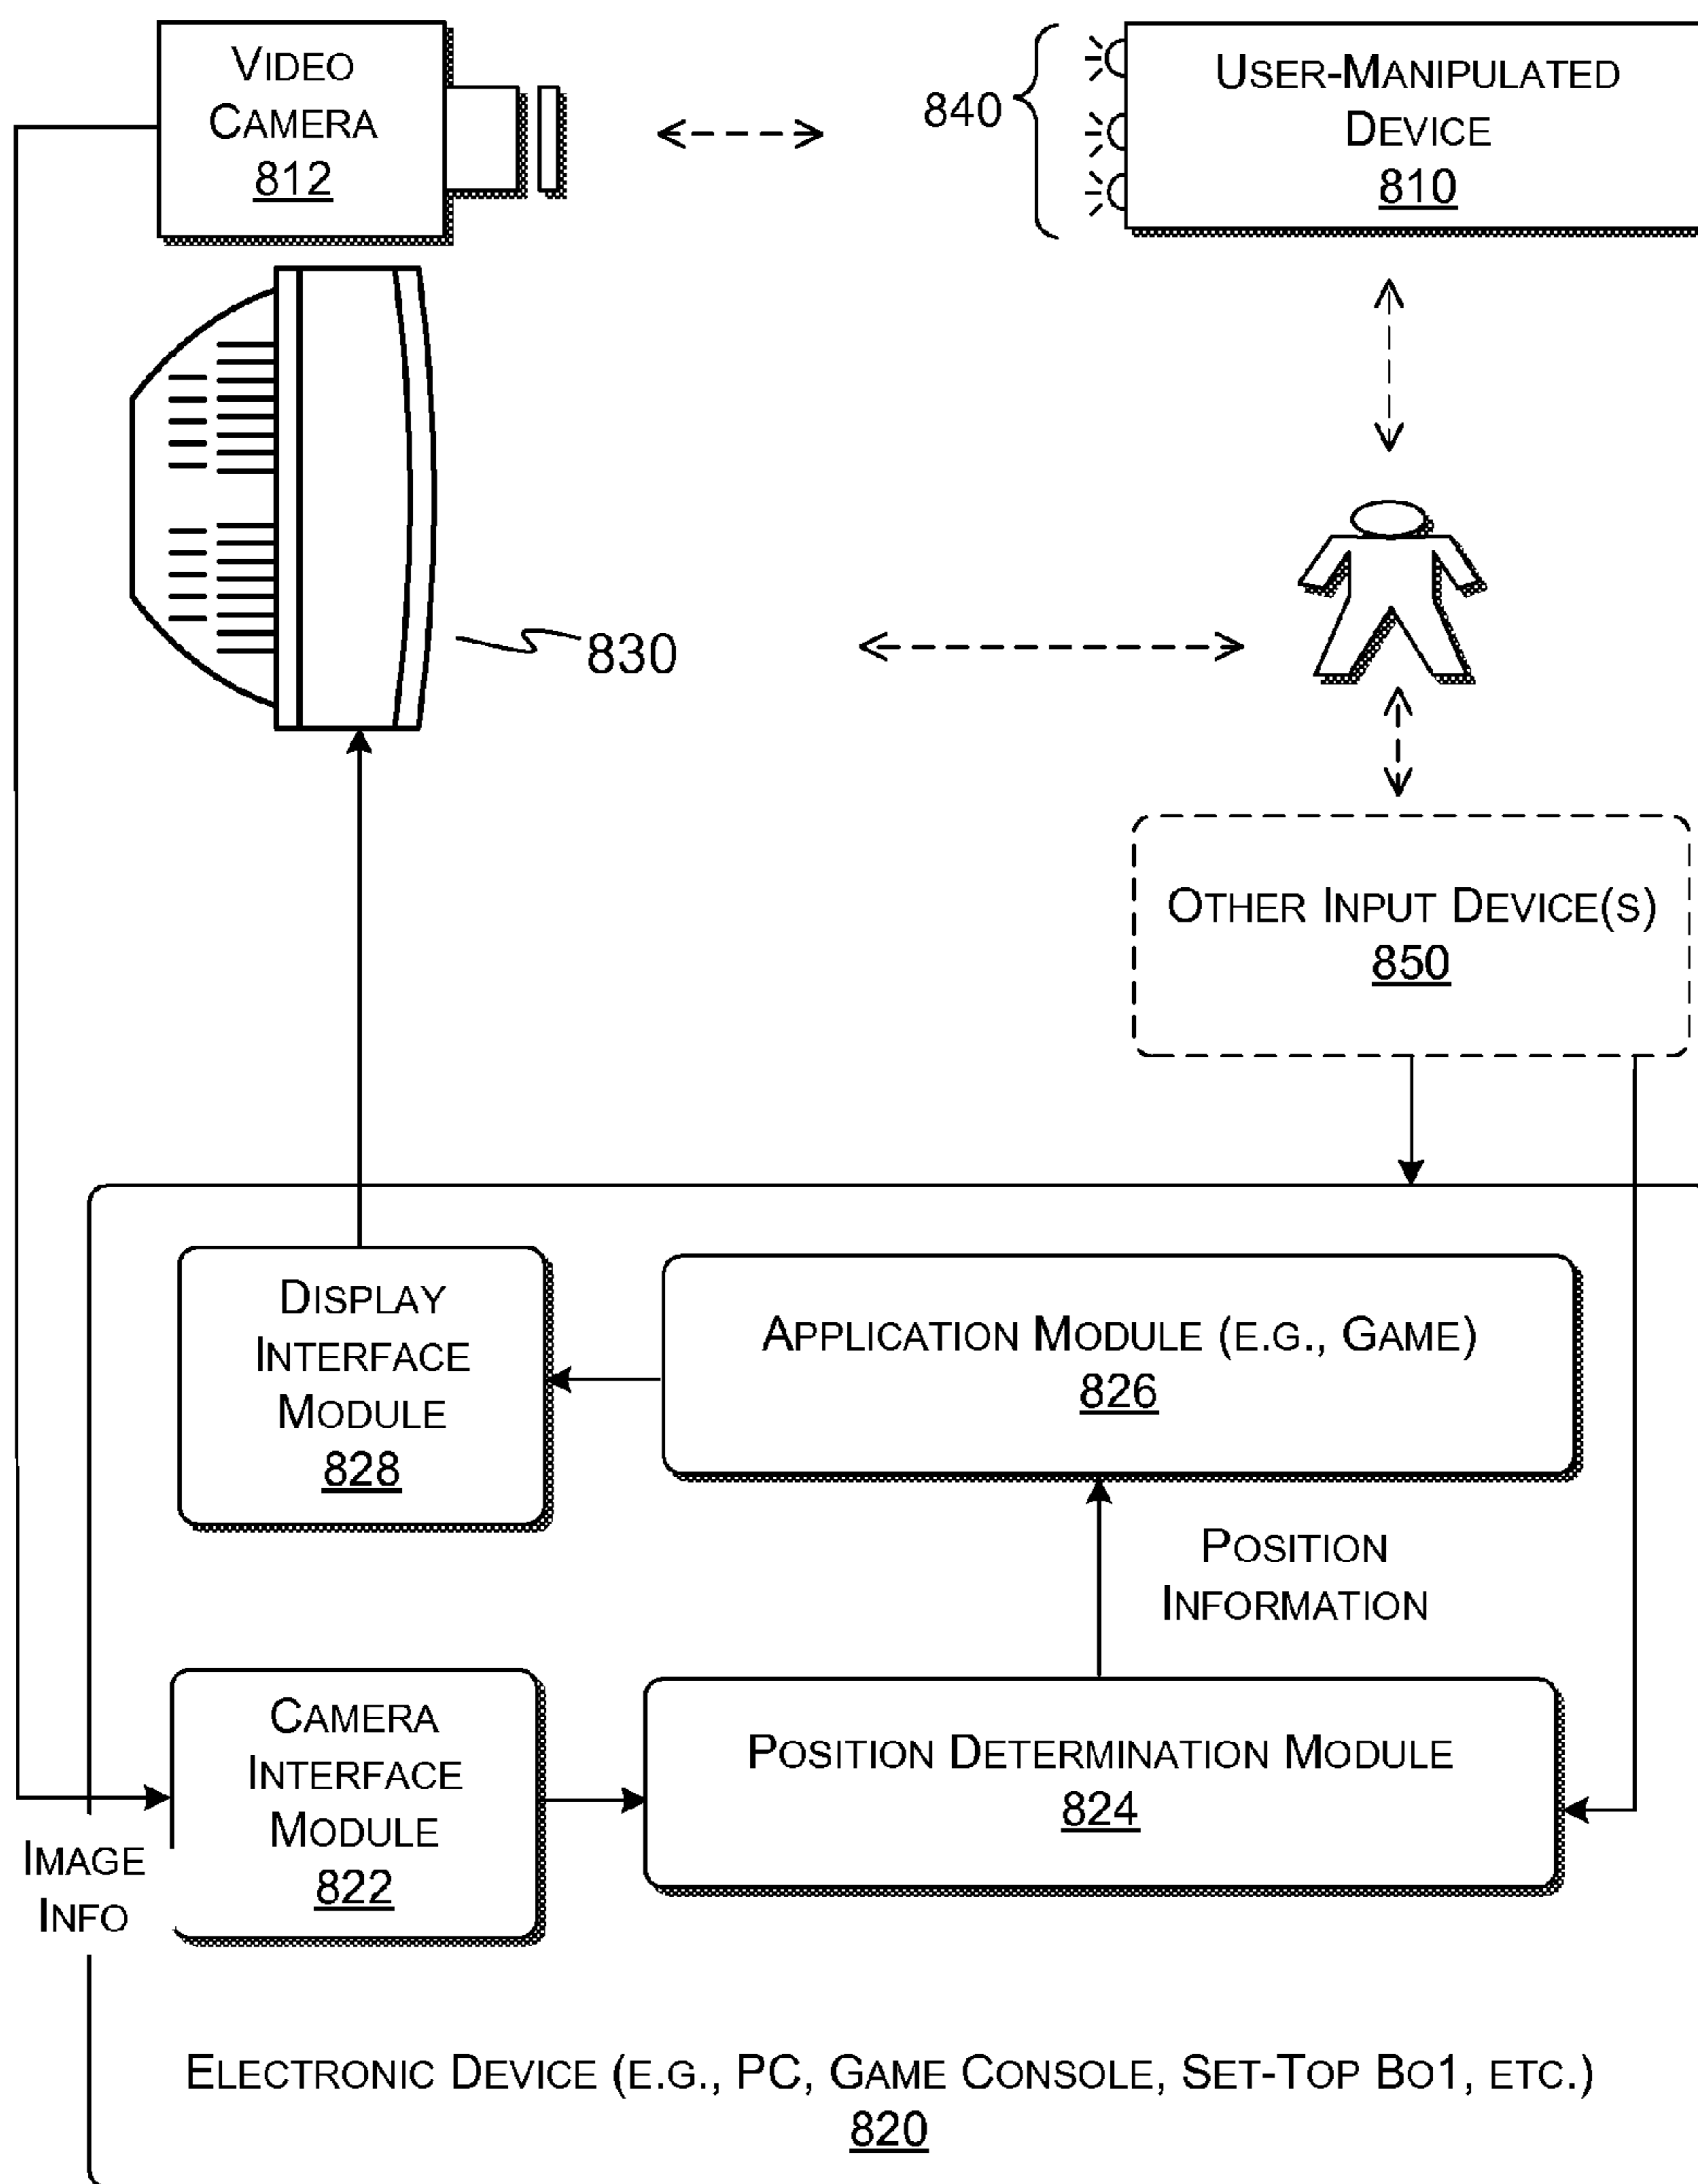 VIDEO
CAMERA
812
840
USER-MANIPULATED
DEVICE
810
830
OTHER INPUT DEVICE(S)
850
DISPLAY
INTERFACE
MODULE
828
APPLICATION MODULE (E.G., GAME)
826
POSITION
INFORMATION
CAMERA
INTERFACE
MODULE
822
POSITION DETERMINATION MODULE
824
IMAGE
INFO
ELECTRONIC DEVICE (E.G., PC, GAME CONSOLE, SET-TOP BO1, ETC.)
820